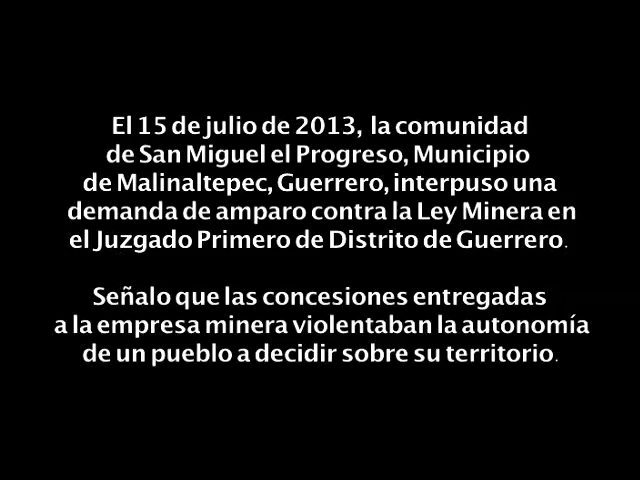 El 15 de julio de 2013, la comunidad
de San Miguel el Progreso, Municipio
de Malinaltepec, Guerrero, interpuso una
demanda de amparo contra la Ley Minera en
el Juzgado Primero de Distrito de Guerrero.
Señalo que las concesiones entregadas
a la empresa minera violentaban la autonomía
de un pueblo a decidir sobre su territorio.